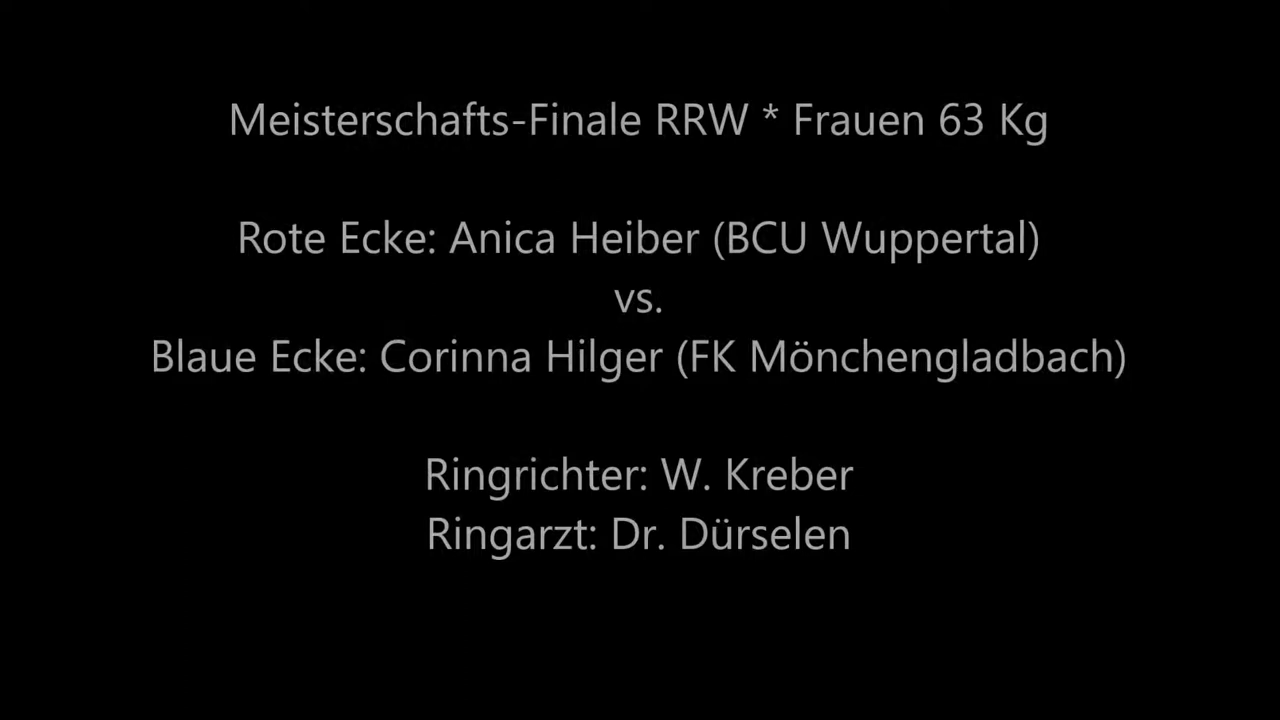 Meisterschafts-Finale RRW * Frauen 63 Kg
Rote Ecke: Anica Heiber (BCU Wuppertal)
vs.
Blaue Ecke: Corinna Hilger (FK Mönchengladbach)
Ringrichter: W. Kreber
Ringarzt: Dr. Dürselen